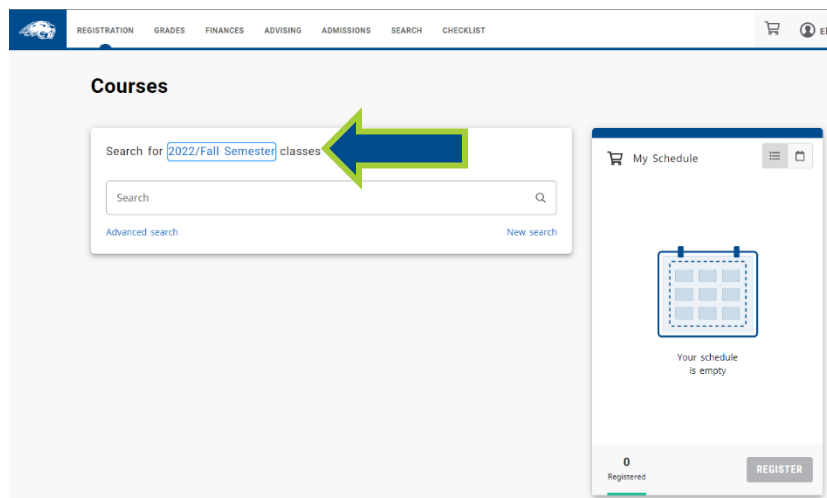 REGISTRATION GRADES FINANCES ADVISING ADMISSIONS SEARCH CHECKLIST
Courses
Search for 2022/Fall Semester classes
Search
Advanced search New search
My Schedule
Your schedule
is empty
0
Registered
REGISTER